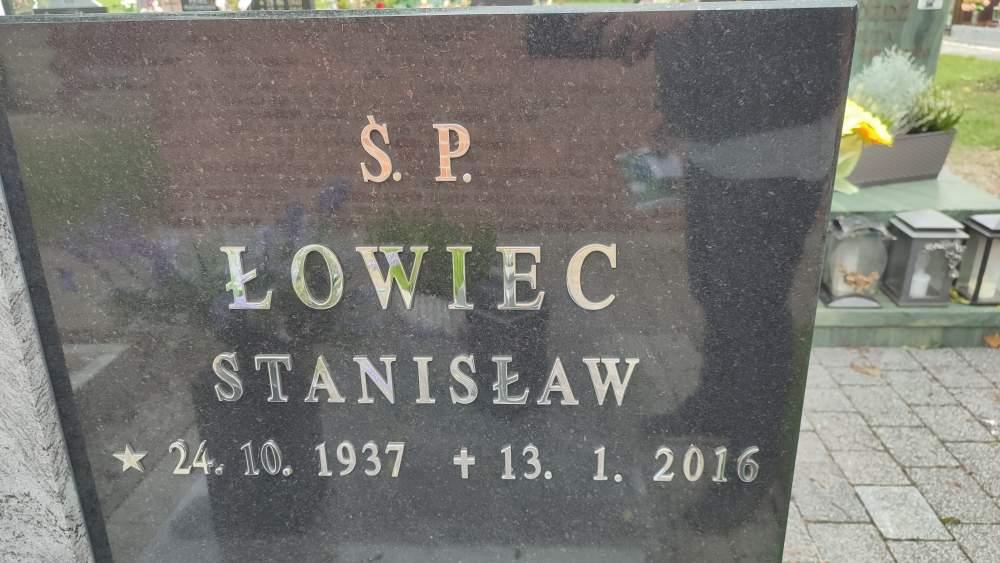 Ś. P.
ŁOWIEC
STANISŁAW
★ 24. 10. 1937 ✝ 13. 1. 2016